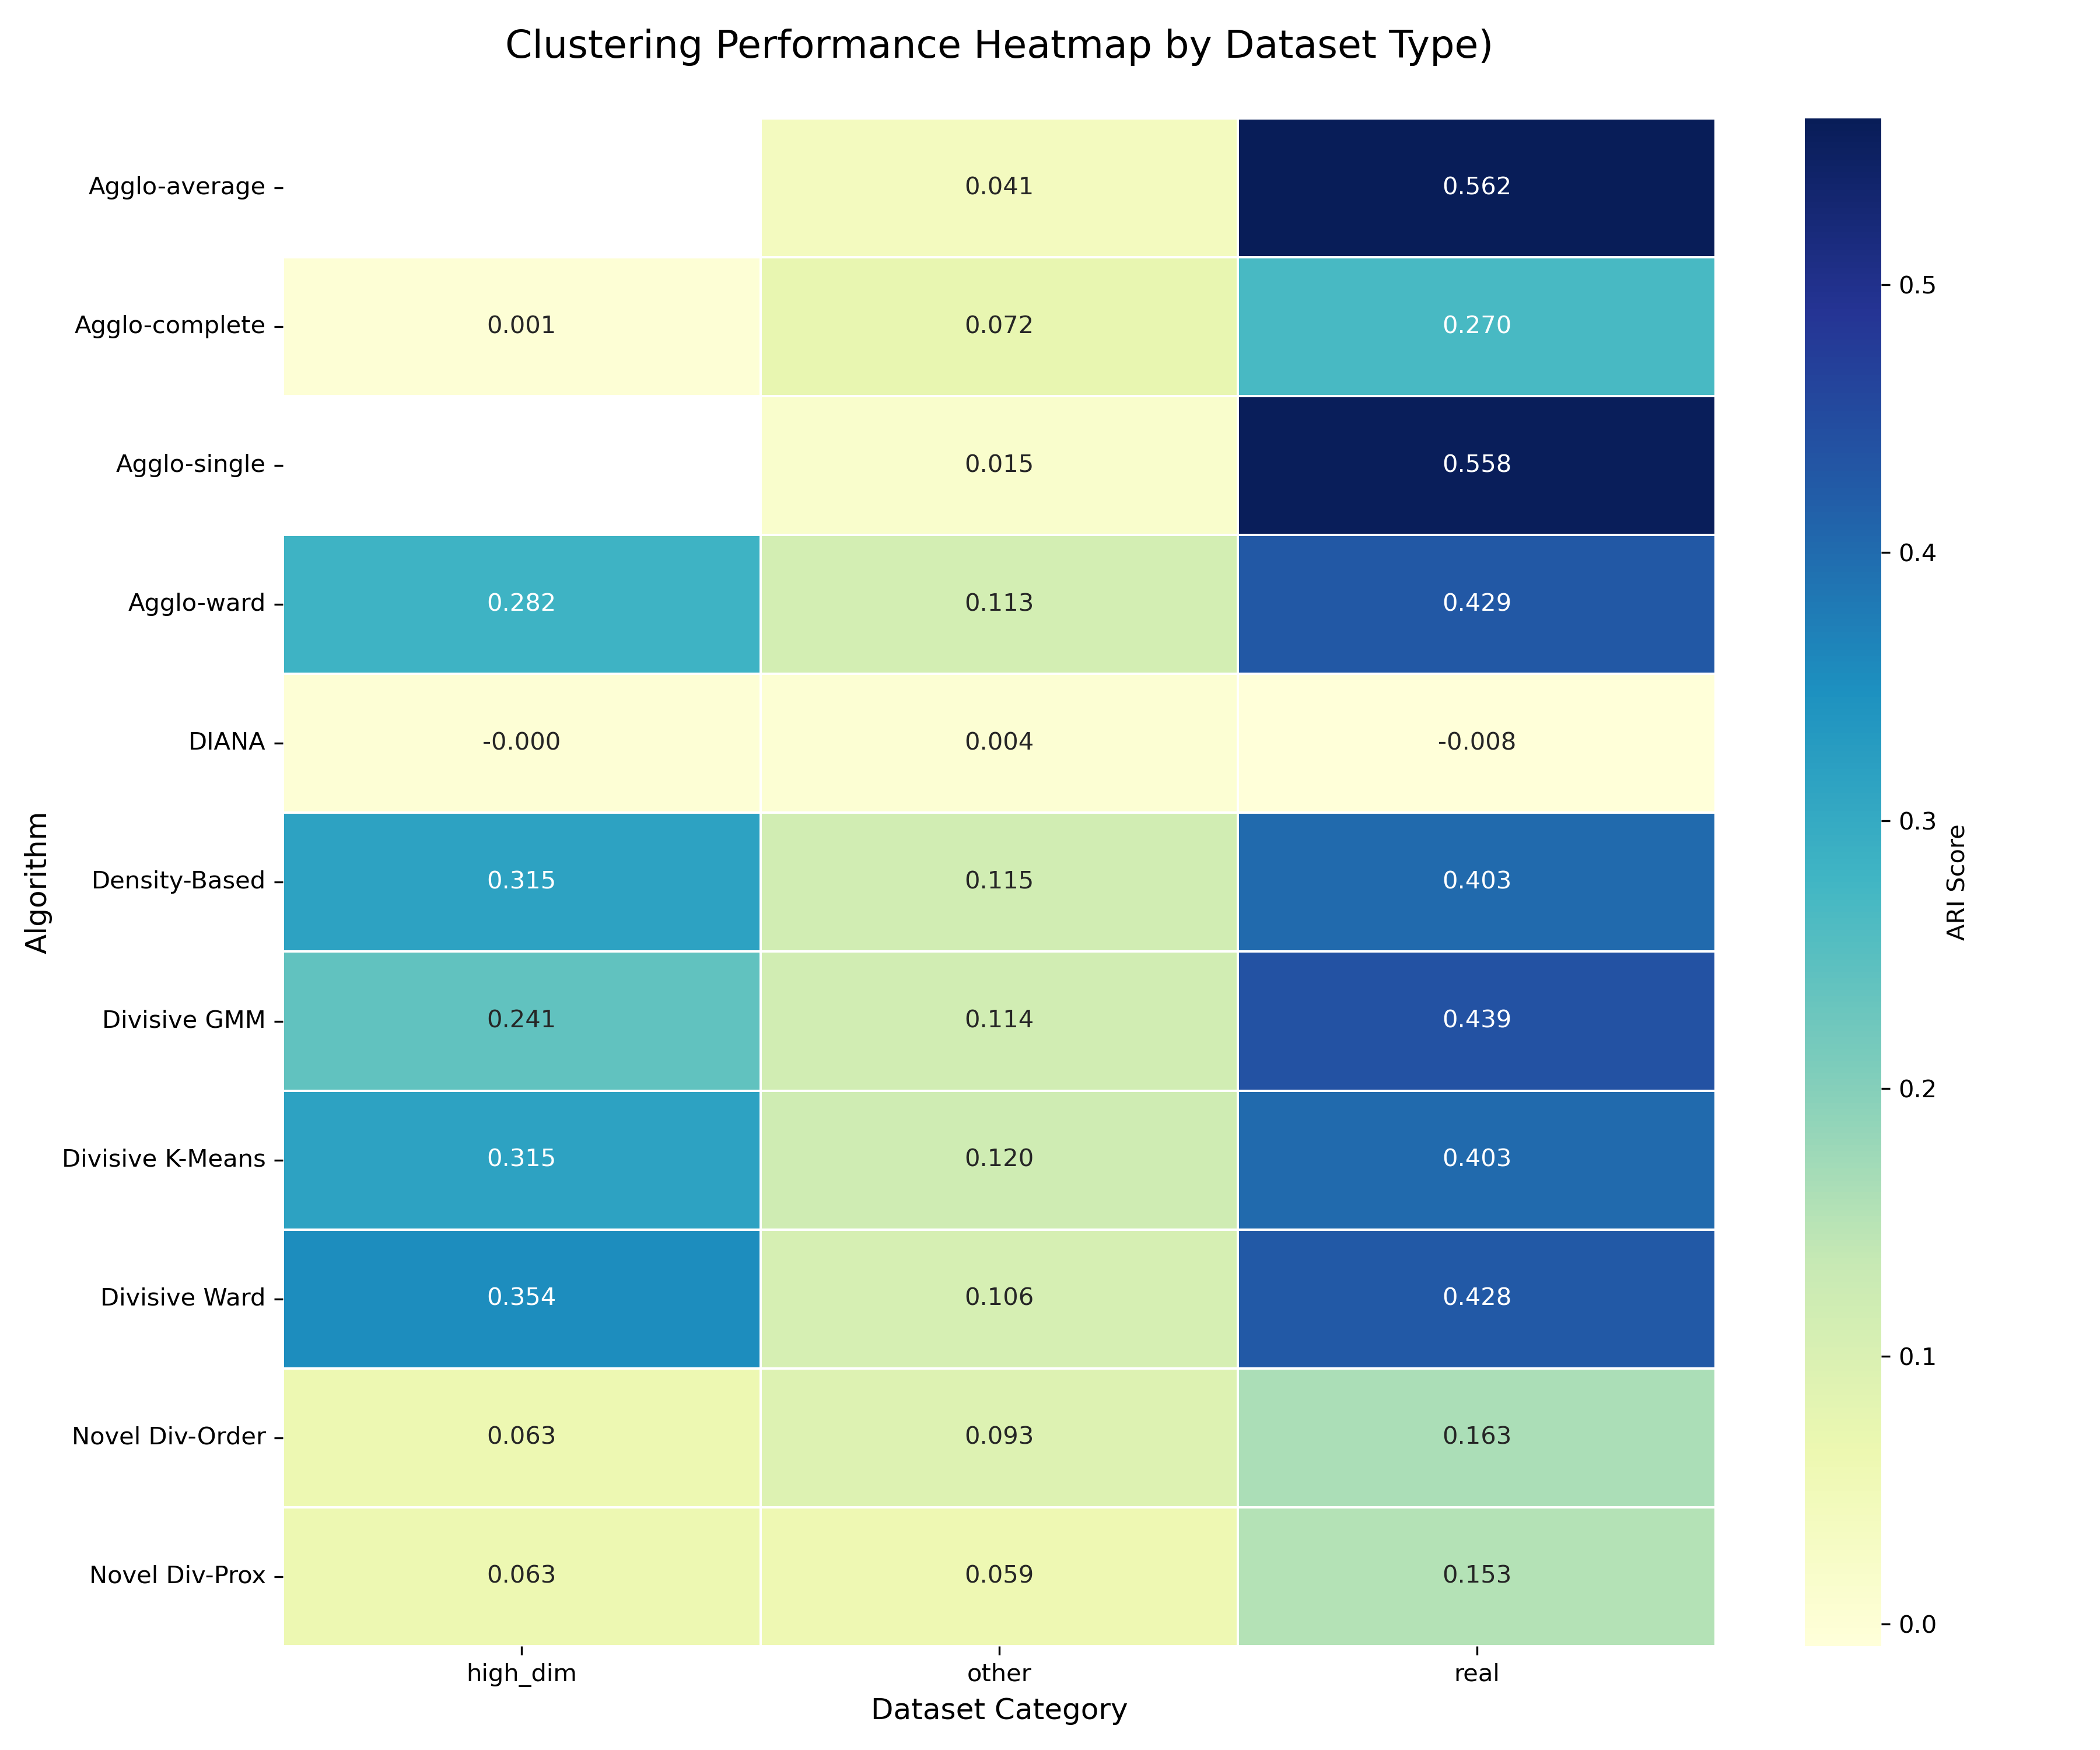 Clustering Performance Heatmap by Dataset Type)
Algorithm
Agglo-average 0.041 0.562
Agglo-complete 0.001 0.072 0.270
Agglo-single 0.015 0.558
Agglo-ward 0.282 0.113 0.429
DIANA -0.000 0.004 -0.008
Density-Based 0.315 0.115 0.403
Divisive GMM 0.241 0.114 0.439
Divisive K-Means 0.315 0.120 0.403
Divisive Ward 0.354 0.106 0.428
Novel Div-Order 0.063 0.093 0.163
Novel Div-Prox 0.063 0.059 0.153
high_dim other real
Dataset Category
0.5
0.4
0.3
0.2
0.1
0.0
ARI Score